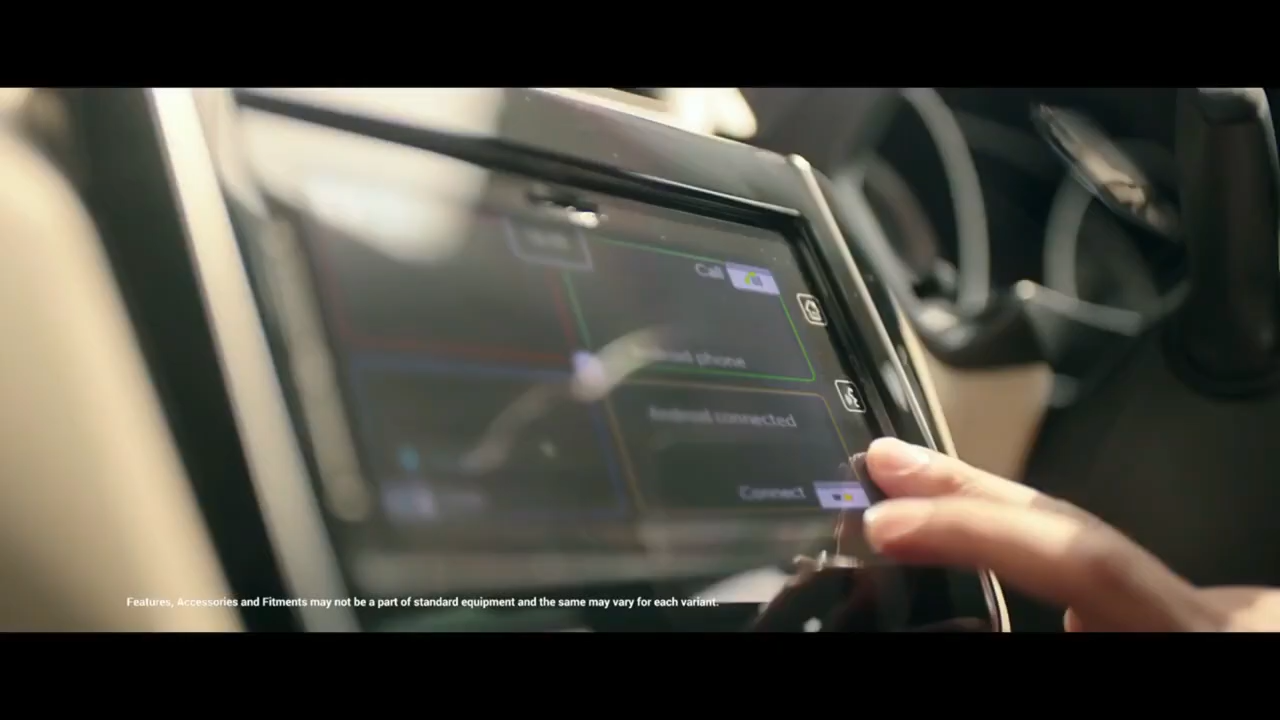 Call
phone
Android connected
Connect
Features, Accessories and Fitments may not be a part of standard equipment and the same may vary for each variant.